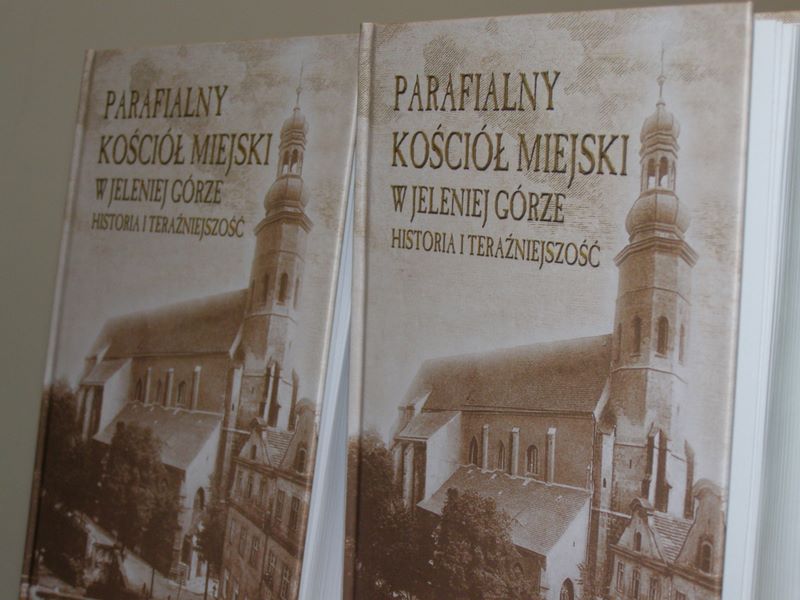 PARAFIALNY
KOŚCIÓŁ MIEJSKI
W JELENIEJ GÓRZE
HISTORIA I TERAŹNIEJSZOŚĆ
PARAFIALNY
KOŚCIÓŁ MIEJSKI
W JELENIEJ GÓRZE
HISTORIA I TERAŹNIEJSZOŚĆ